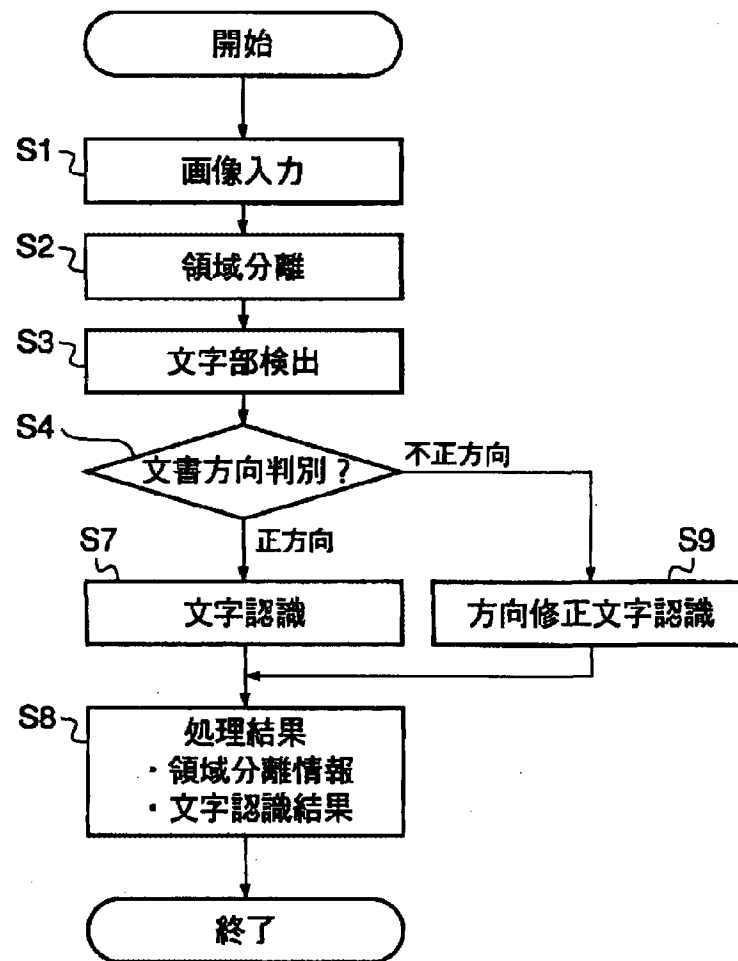 開始
S1
画像入力
S2
領域分離
S3
文字部検出
S4
文書方向判別?
不正方向
正方向
S7
文字認識
S9
方向修正文字認識
S8
処理結果
・領域分離情報
・文字認識結果
終了